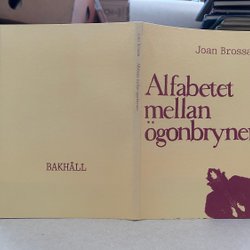 Joan Brossa
Alfabetet
mellan
ögonbrynen
BAKHÅLL